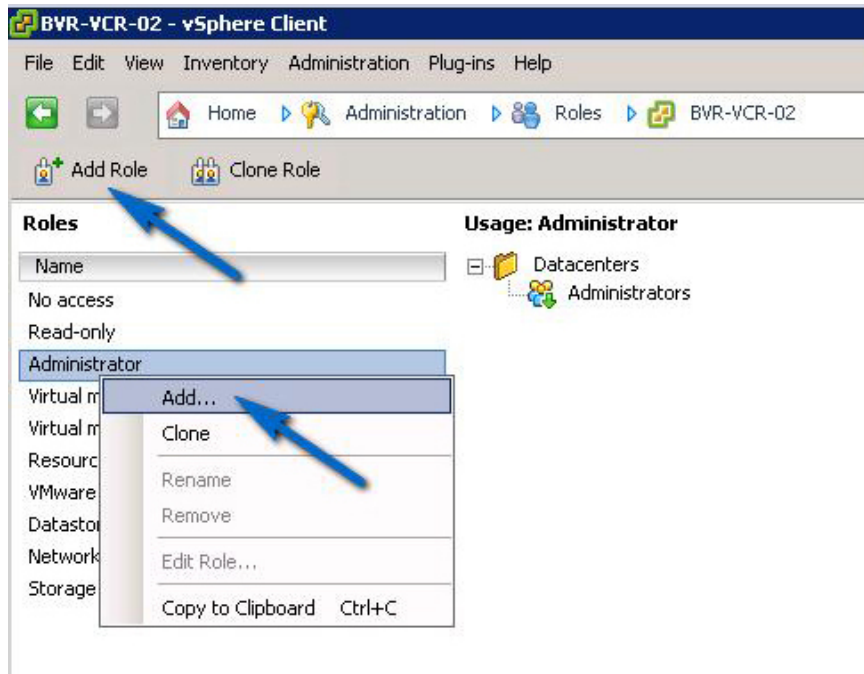 BVR-VCR-02 - vSphere Client
File Edit View Inventory Administration Plug-ins Help
Home Administration Roles BVR-VCR-02
Add Role Clone Role
Roles
Name
No access
Read-only
Administrator
Virtual m
Virtual m
Resourc
VMware
Datasto
Network
Storage
Add...
Clone
Rename
Remove
Edit Role...
Copy to Clipboard Ctrl+C
Usage: Administrator
Datacenters
Administrators